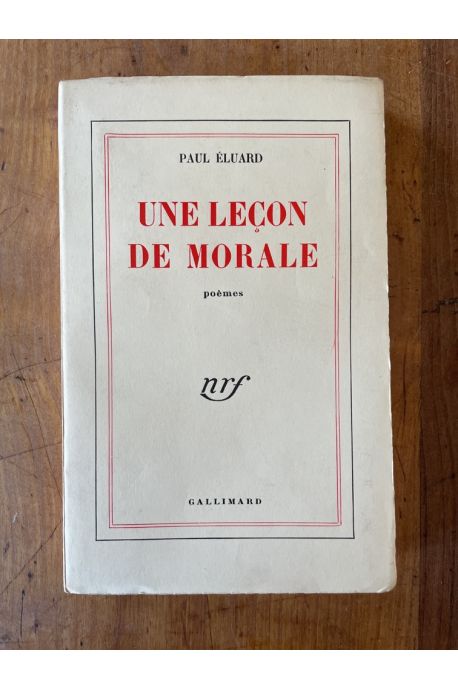 PAUL ÉLUARD
UNE LEÇON
DE MORALE
poèmes
nrf
GALLIMARD